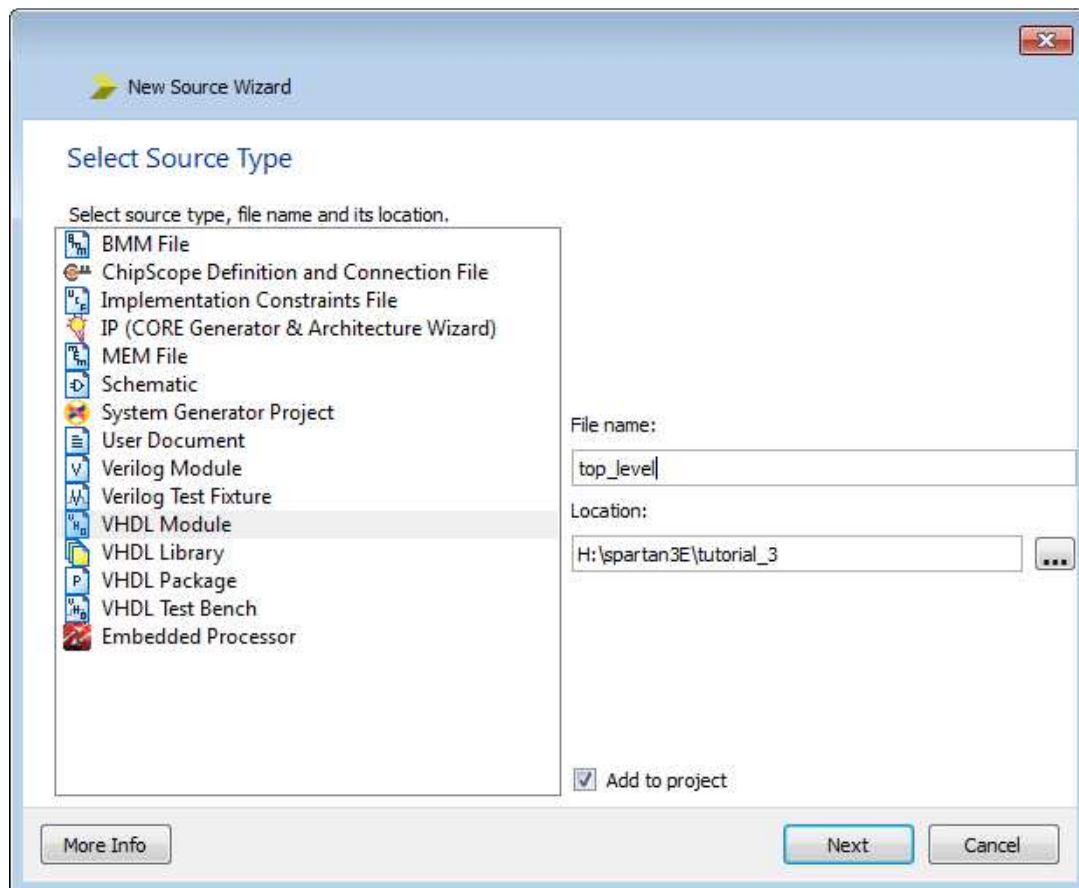 New Source Wizard
Select Source Type
Select source type, file name and its location.
BMM File
ChipScope Definition and Connection File
Implementation Constraints File
IP (CORE Generator & Architecture Wizard)
MEM File
Schematic
System Generator Project
User Document
Verilog Module
Verilog Test Fixture
VHDL Module
VHDL Library
VHDL Package
VHDL Test Bench
Embedded Processor
File name:
top_level
Location:
H:\spartan3E\tutorial_3
...
Add to project
More Info
Next
Cancel